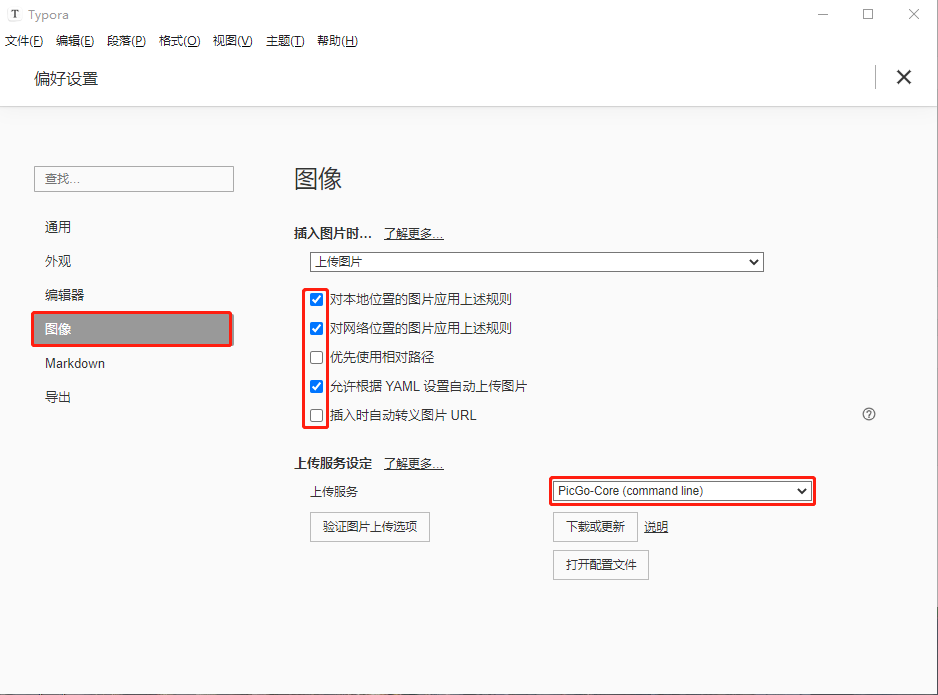 T Typora
文件(F) 编辑(E) 段落(P) 格式(O) 视图(V) 主题(T) 帮助(H)
偏好设置
查找...
通用
外观
编辑器
图像
Markdown
导出
图像
插入图片时... 了解更多...
上传图片
对本地位置的图片应用上述规则
对网络位置的图片应用上述规则
优先使用相对路径
允许根据 YAML 设置自动上传图片
插入时自动转义图片 URL
上传服务设定 了解更多...
上传服务 PicGo-Core (command line)
验证图片上传选项 下载或更新 说明
打开配置文件